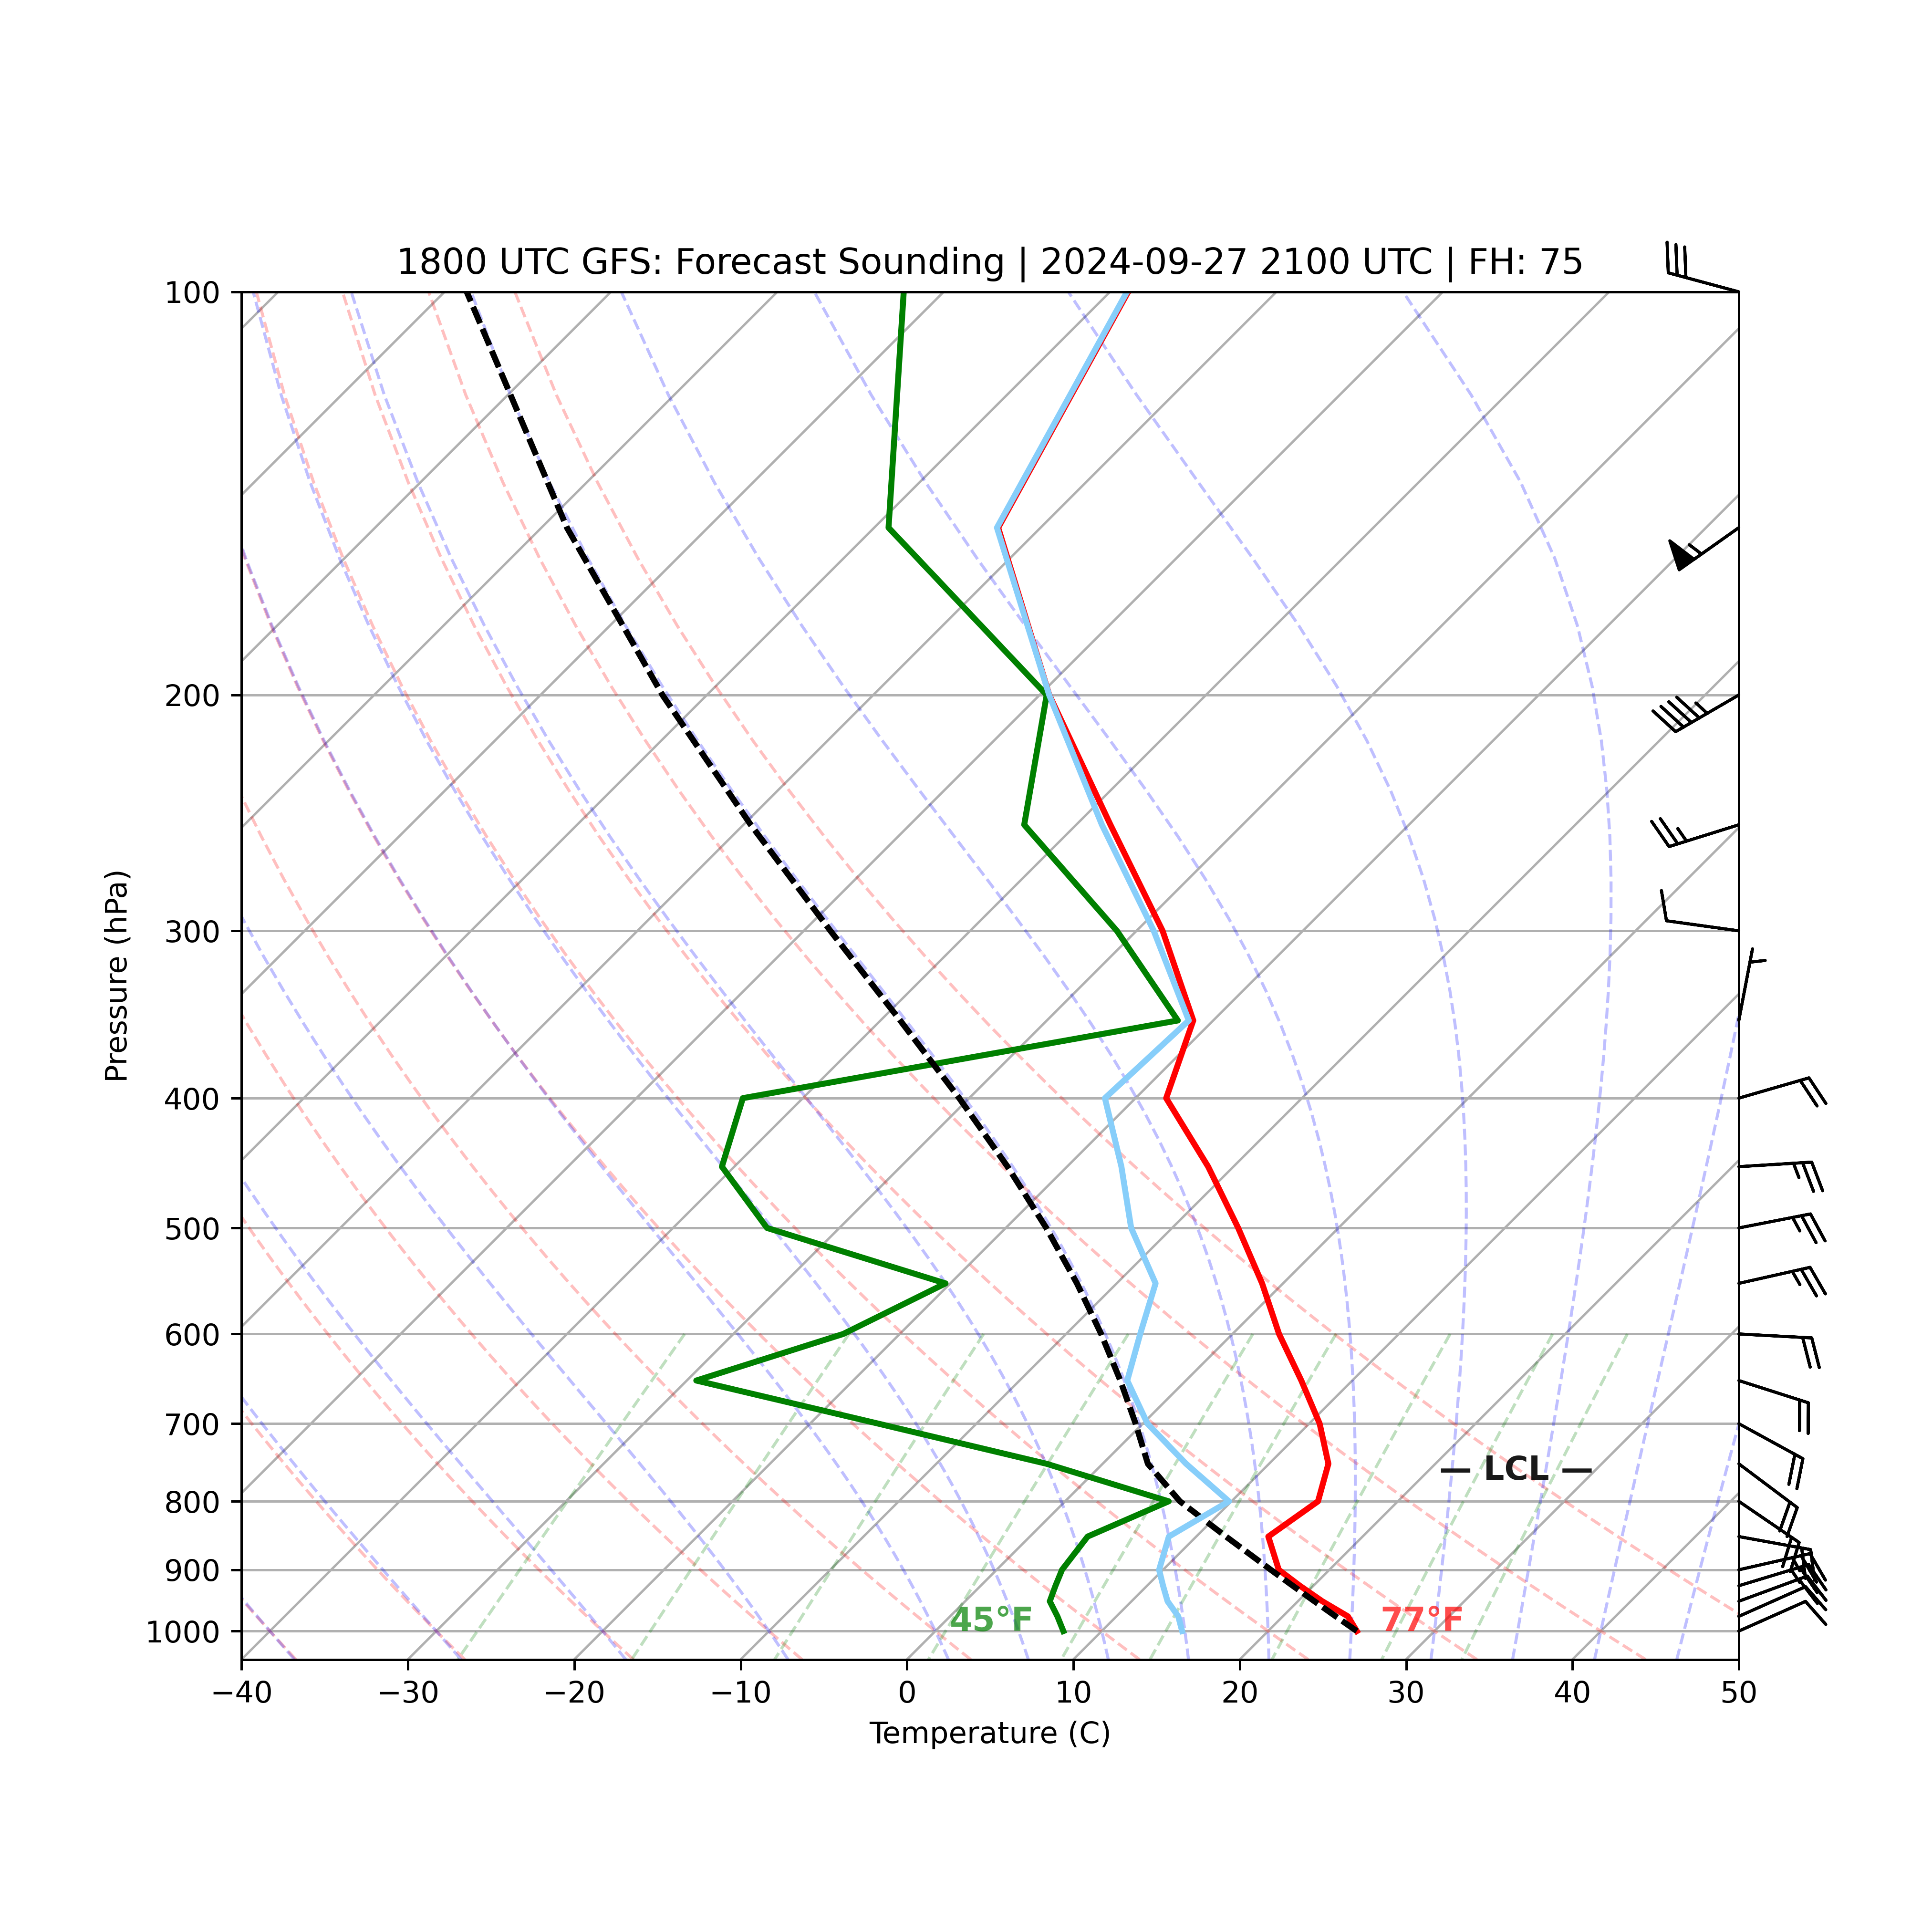 1800 UTC GFS: Forecast Sounding | 2024-09-27 2100 UTC | FH: 75
100
200
300
400
500
600
700
800
900
1000
Pressure (hPa)
— LCL —
45°F
77°F
−40 −30 −20 −10 0 10 20 30 40 50
Temperature (C)